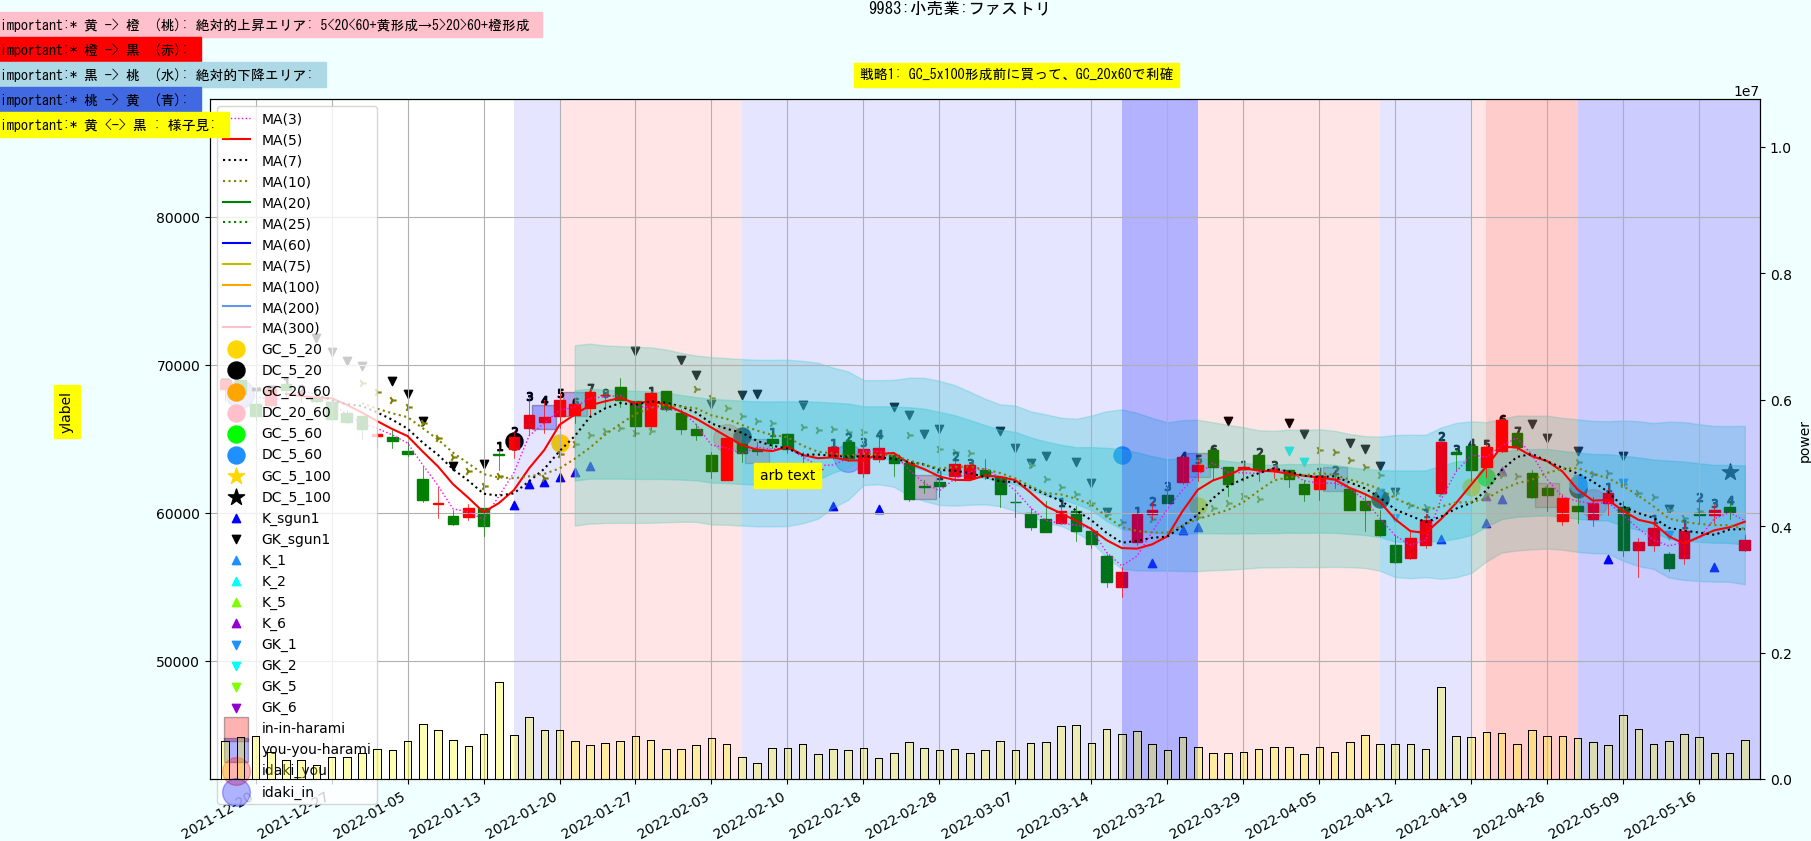 9983:小売業:ファストリ
important:* 黄 -> 橙 (桃): 絶対的上昇エリア: 5<20<60+黄形成→5>20>60+橙形成
important:* 橙 -> 黒 (赤):
important:* 黒 -> 桃 (水): 絶対的下降エリア:
important:* 桃 -> 黄 (青):
important:* 黄 <-> 黒 : 様子見:
戦略1: GC_5x100形成前に買って、GC_20x60で利確
1e7
MA(3)
MA(5)
MA(7)
MA(10)
MA(20)
MA(25)
MA(60)
MA(75)
MA(100)
MA(200)
MA(300)
GC_5_20
DC_5_20
GC_20_60
DC_20_60
GC_5_60
DC_5_60
GC_5_100
DC_5_100
K_sgun1
GK_sgun1
K_1
K_2
K_5
K_6
GK_1
GK_2
GK_5
GK_6
in-in-harami
you-you-harami
idaki_you
idaki_in
80000
70000
60000
50000
ylabel
arb text
1.0
0.8
0.6
0.4
0.2
0.0
power
2021-12-20
2021-12-27
2022-01-05
2022-01-13
2022-01-20
2022-01-27
2022-02-03
2022-02-10
2022-02-18
2022-02-28
2022-03-07
2022-03-14
2022-03-22
2022-03-29
2022-04-05
2022-04-12
2022-04-19
2022-04-26
2022-05-09
2022-05-16